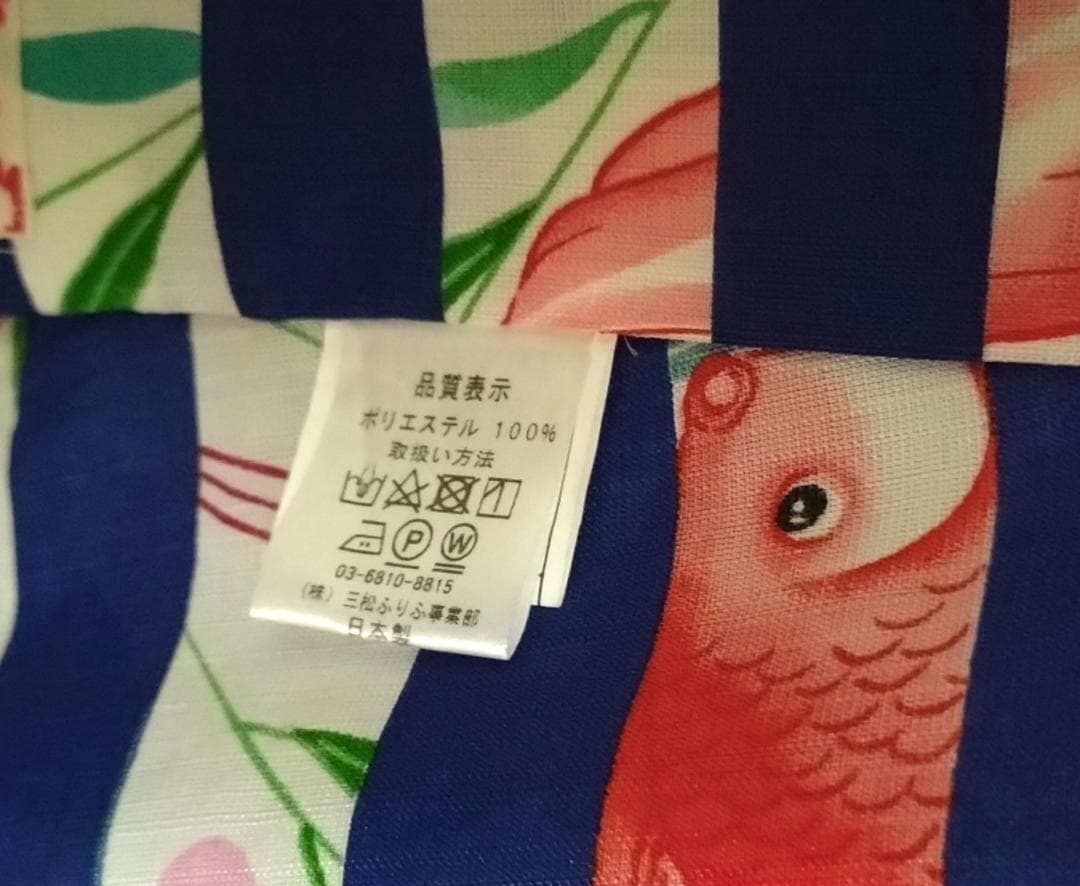 品質表示
ポリエステル 100%
取扱い方法
P W
03-6810-8815
（株）三松ふりふ事業部
日本製